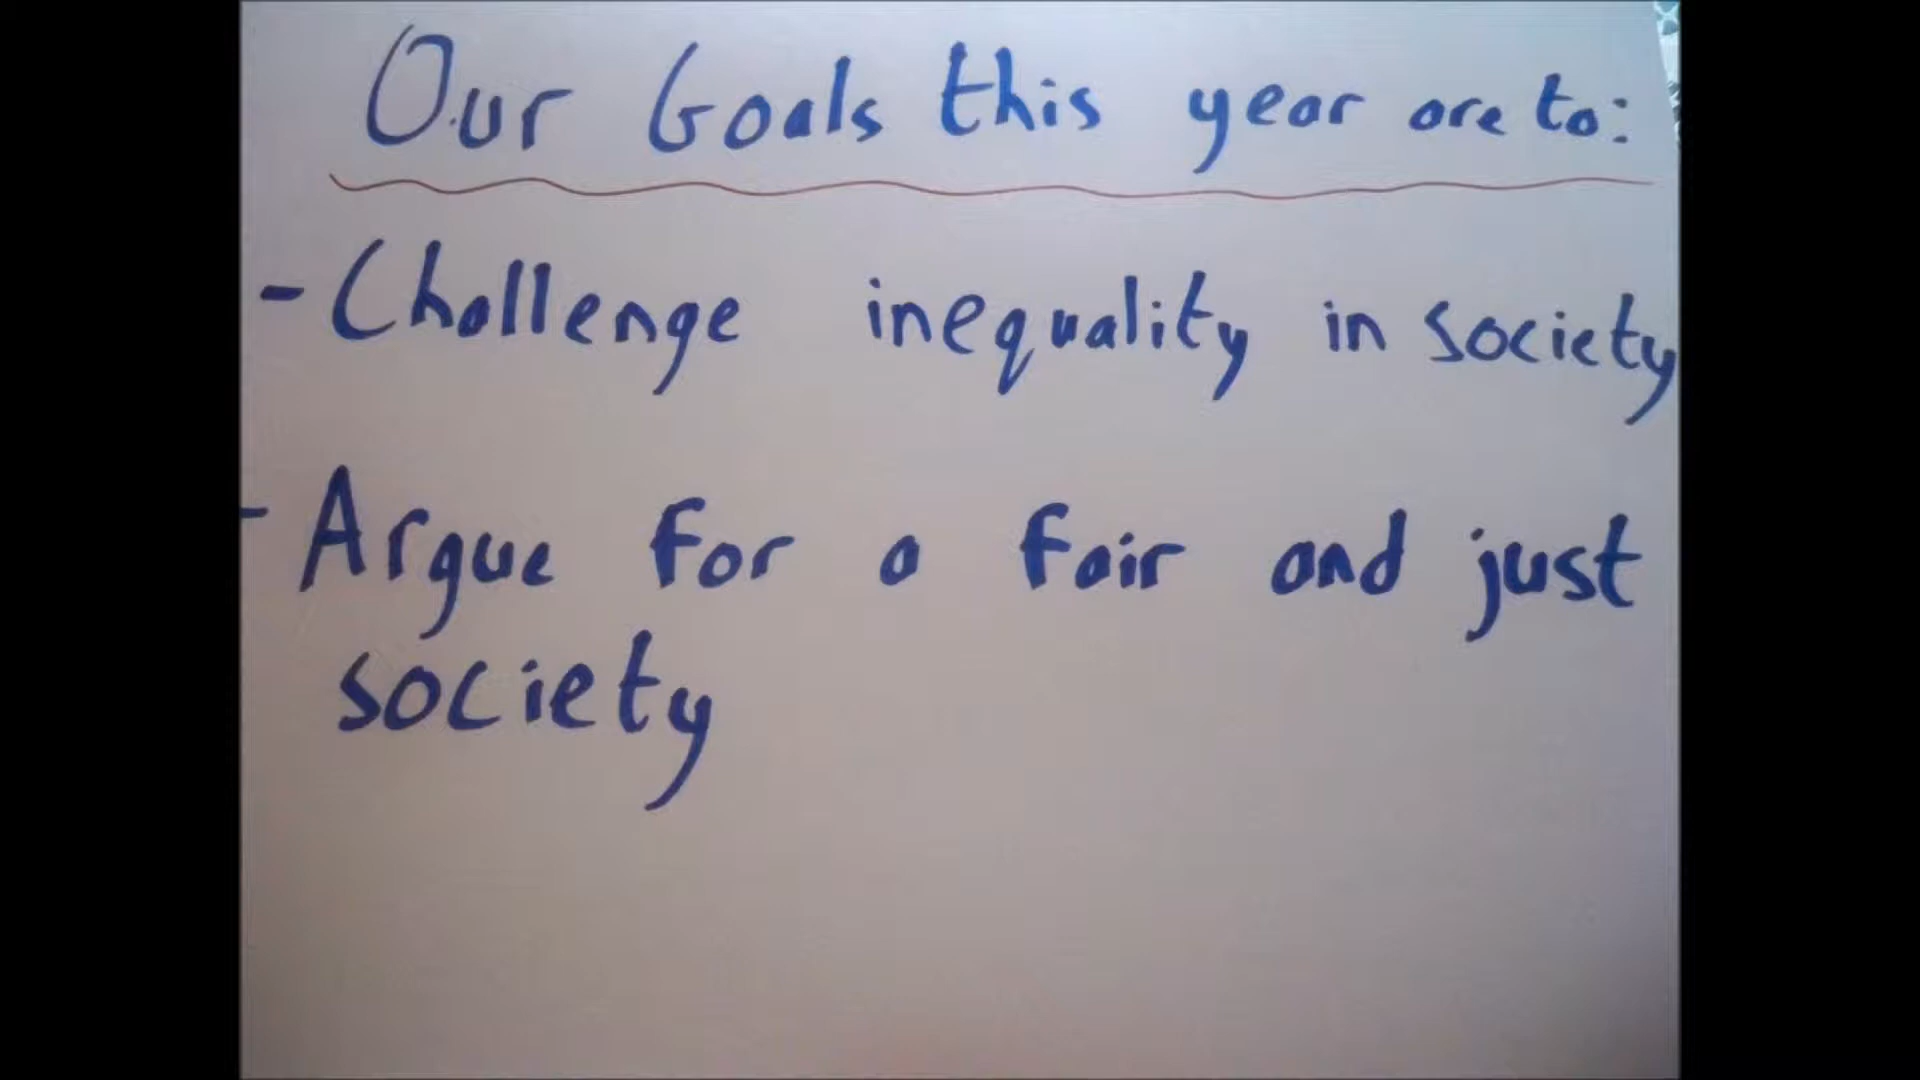 Our Goals this year are to:
- Challenge inequality in society
- Argue for a fair and just
society